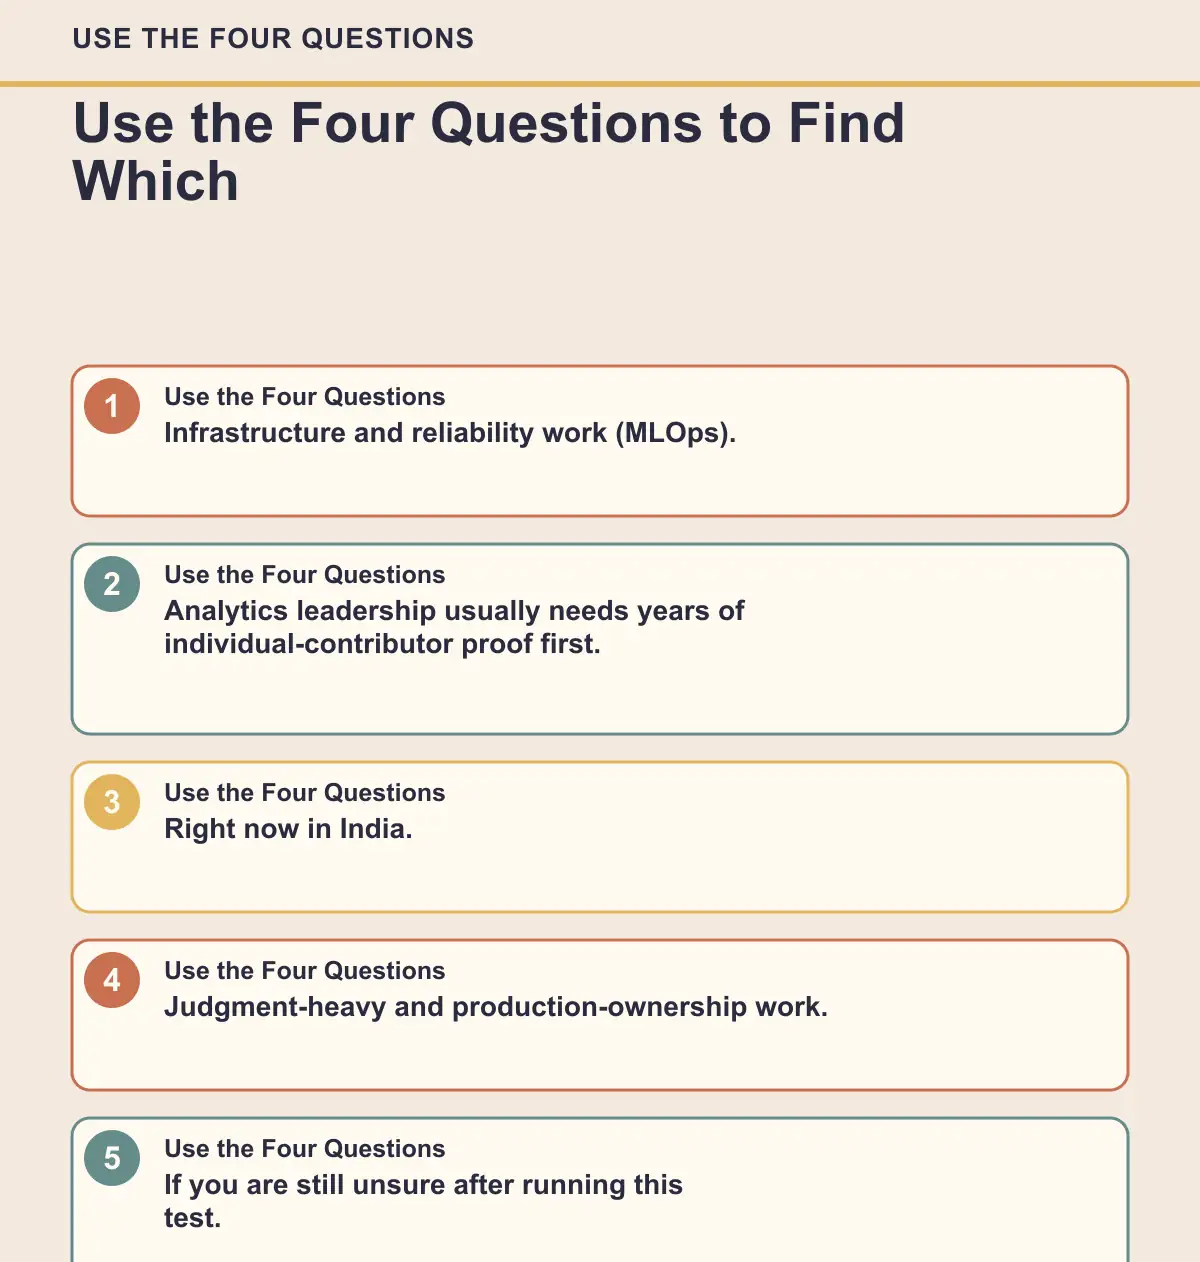 USE THE FOUR QUESTIONS
Use the Four Questions to Find
Which
1
Use the Four Questions
Infrastructure and reliability work (MLOps).
2
Use the Four Questions
Analytics leadership usually needs years of
individual-contributor proof first.
3
Use the Four Questions
Right now in India.
4
Use the Four Questions
Judgment-heavy and production-ownership work.
5
Use the Four Questions
If you are still unsure after running this
test.